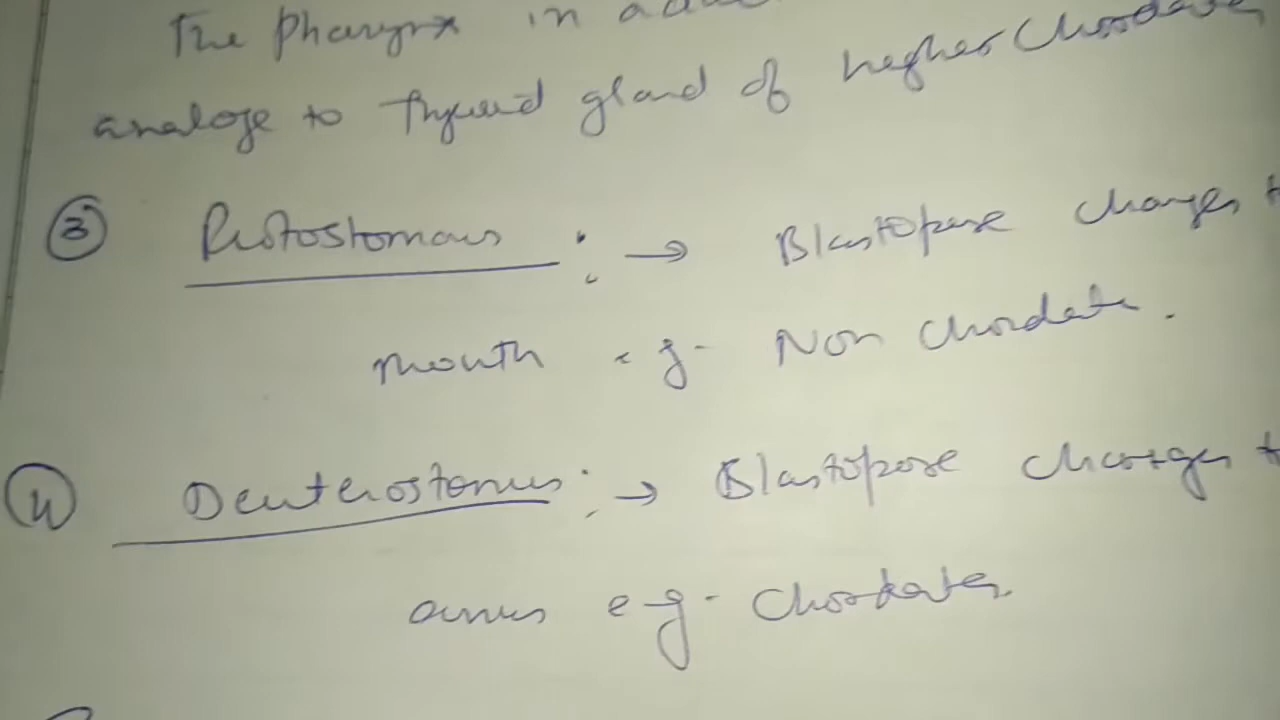 The Pharynx in
analoge to Thyroid gland of higher Chordates
③ Protostomous :→ Blastopore changes
mouth e.g- Non Chordate.
④ Deuterostomus :→ Blastopore changes
anus e g- Chordates.